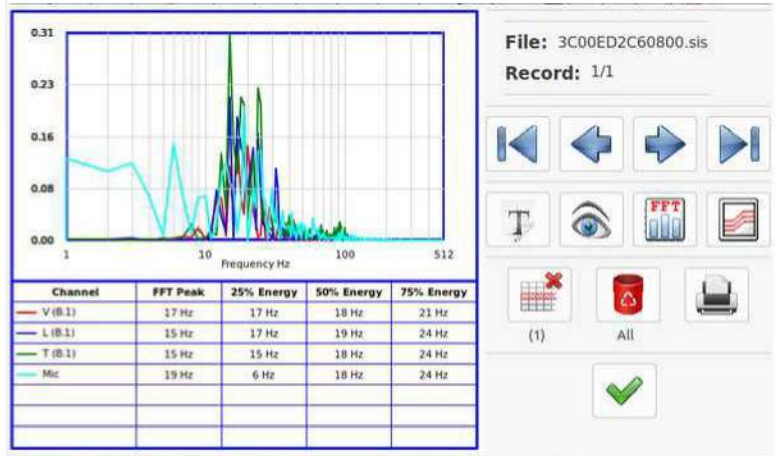 0.31
0.23
0.16
0.08
0.00
1 10 100 512
Frequency Hz
Channel FFT Peak 25% Energy 50% Energy 75% Energy
V (B.1) 17 Hz 17 Hz 18 Hz 21 Hz
L (B.1) 15 Hz 17 Hz 19 Hz 24 Hz
T (B.1) 15 Hz 15 Hz 18 Hz 24 Hz
Mic 19 Hz 6 Hz 18 Hz 24 Hz
File: 3C00ED2C60800.sis
Record: 1/1
T
FFT
(1) All